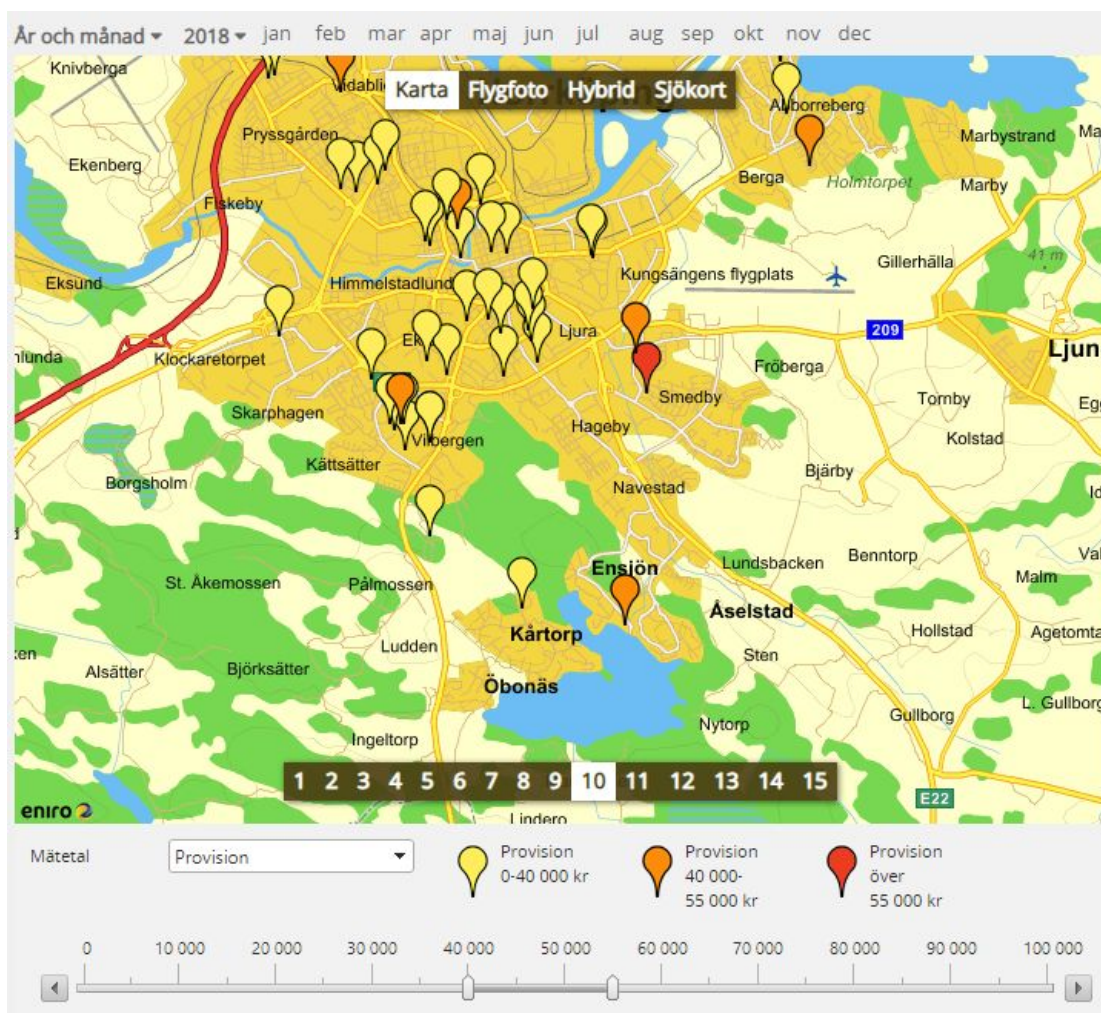 År och månad 2018 jan feb mar apr maj jun jul aug sep okt nov dec
Knivberga
Karta Flygfoto Hybrid Sjökort
Pryssgården
Marbystrand
Ekenberg
Berga
Holmtorpet
Marby
Fiskeby
41 m
Gillerhälla
Kungsängens flygplats
Eksund
Himmelstadlund
Ljura
209
Klockaretorpet
Ljun
Fröberga
Smedby
Tornby
Skarphagen
Hageby
Vilbergen
Kolstad
Kättsätter
Bjärby
Borgsholm
Navestad
Benntorp
Ensjön
Lundsbacken
Malm
St. Åkemossen
Pålmossen
Åselstad
Kårtorp
Hollstad
Agetomta
Ludden
Sten
Alsätter
Björksätter
Öbonäs
L. Gullborg
Gullborg
Nytorp
Ingeltorp
1 2 3 4 5 6 7 8 9 10 11 12 13 14 15
E22
eniro
Lindero
Mätetal Provision
Provision
0-40 000 kr
Provision
40 000-
55 000 kr
Provision
över
55 000 kr
0 10 000 20 000 30 000 40 000 50 000 60 000 70 000 80 000 90 000 100 000